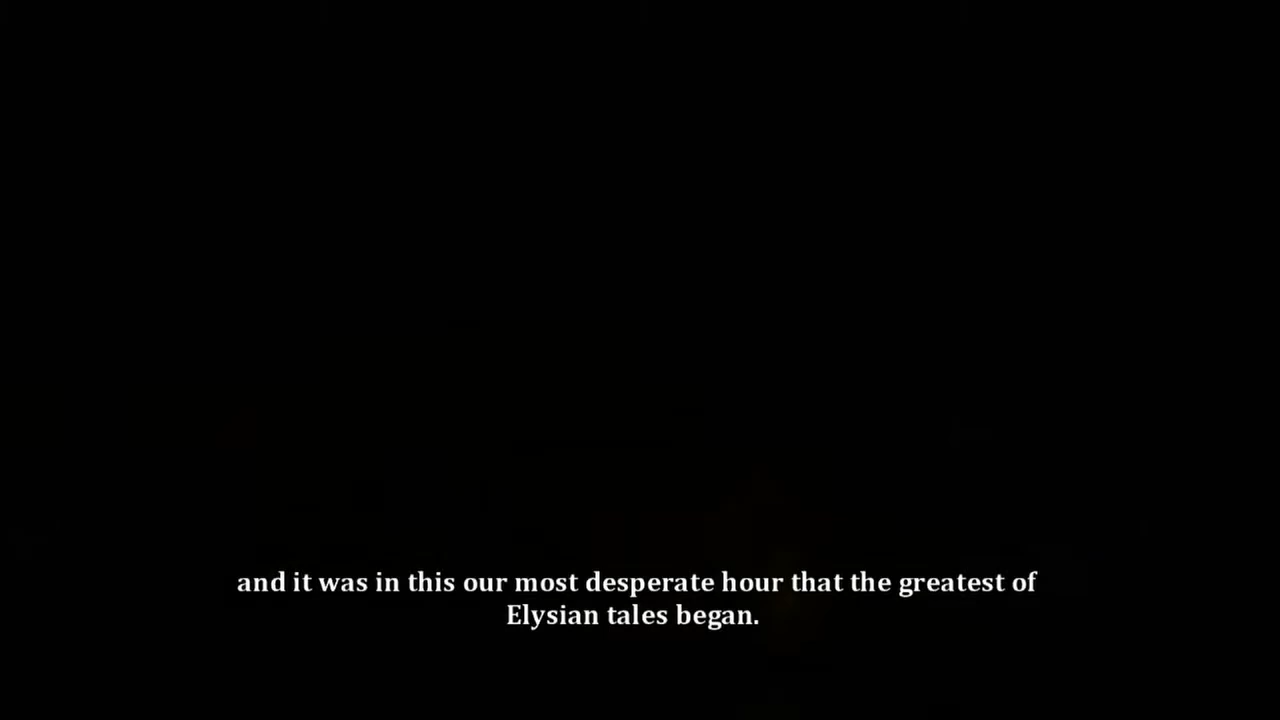 and it was in this our most desperate hour that the greatest of
Elysian tales began.